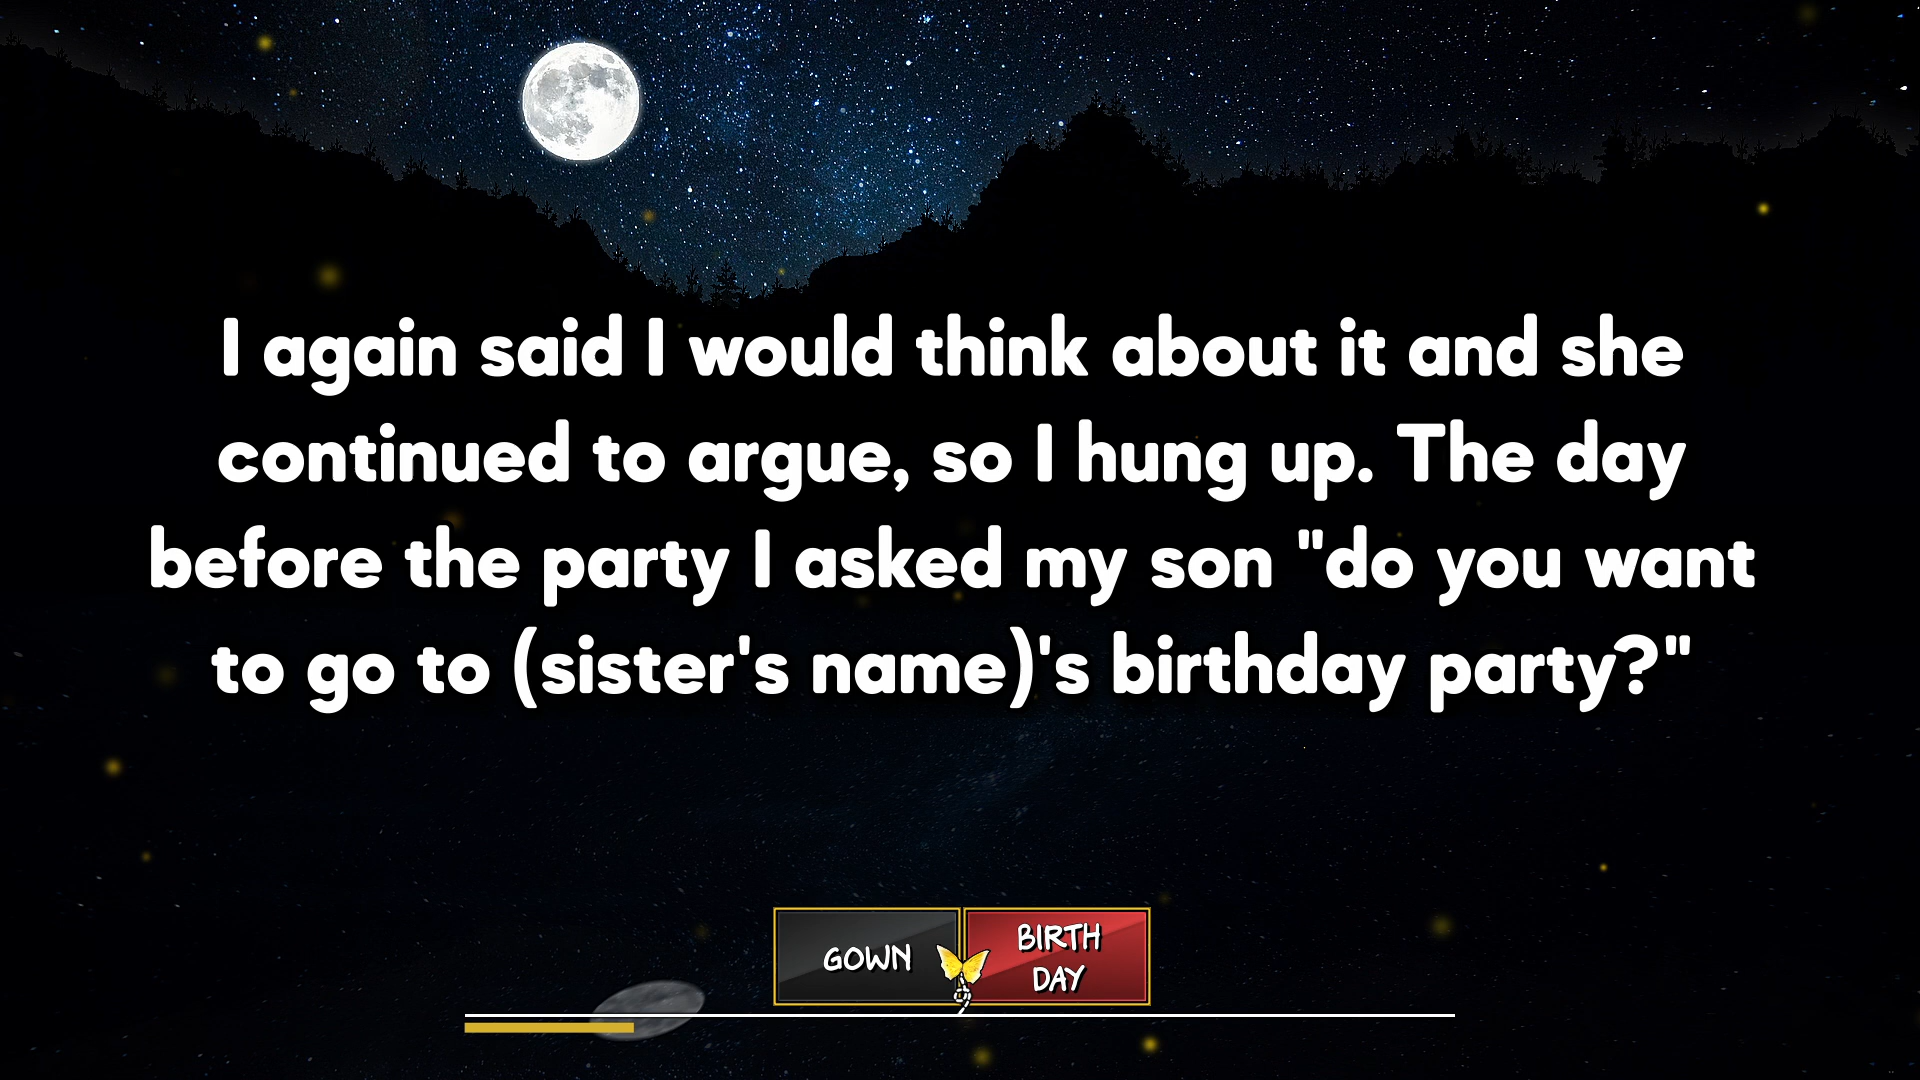 I again said I would think about it and she
continued to argue, so I hung up. The day
before the party I asked my son "do you want
to go to (sister's name)'s birthday party?"
GOWN
BIRTH
DAY